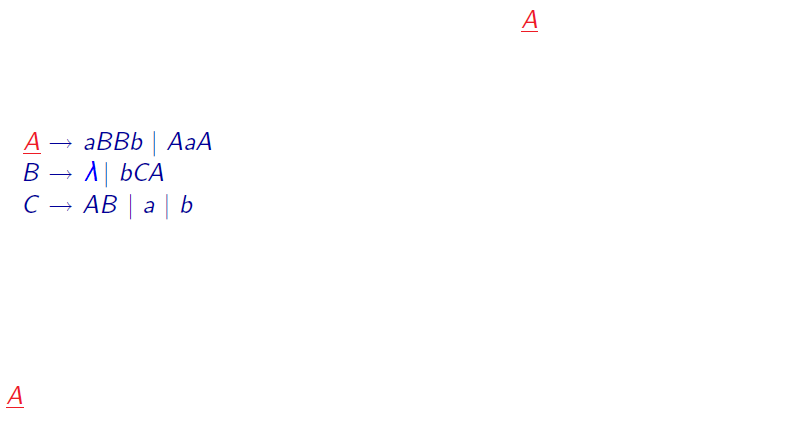 A
A → aBBb | AaA
B → λ | bCA
C → AB | a | b
A